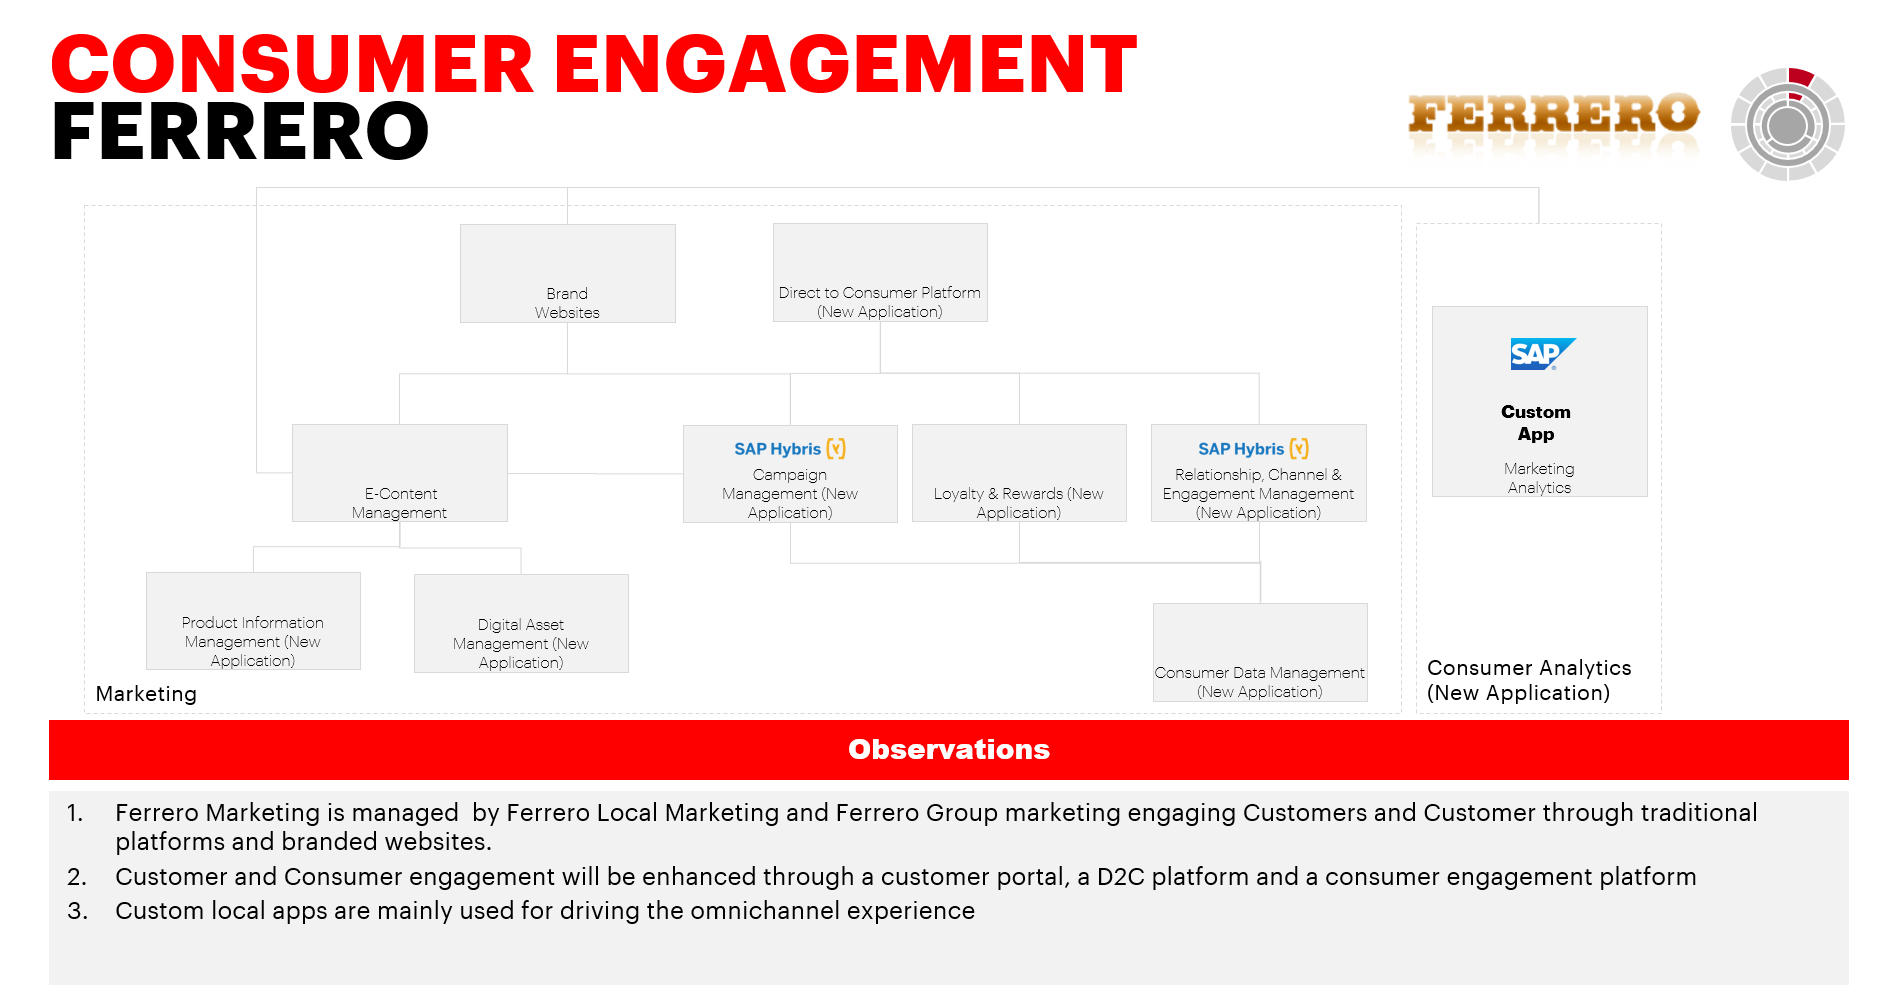 CONSUMER ENGAGEMENT
FERRERO
FERRERO
Brand
Websites
Direct to Consumer Platform
(New Application)
SAP
Custom
App
Marketing
Analytics
E-Content
Management
SAP Hybris (Y)
Campaign
Management (New
Application)
Loyalty & Rewards (New
Application)
SAP Hybris (Y)
Relationship, Channel &
Engagement Management
(New Application)
Product Information
Management (New
Application)
Digital Asset
Management (New
Application)
Consumer Data Management
(New Application)
Marketing
Consumer Analytics
(New Application)
Observations
1. Ferrero Marketing is managed  by Ferrero Local Marketing and Ferrero Group marketing engaging Customers and Customer through traditional
platforms and branded websites.
2. Customer and Consumer engagement will be enhanced through a customer portal, a D2C platform and a consumer engagement platform
3. Custom local apps are mainly used for driving the omnichannel experience